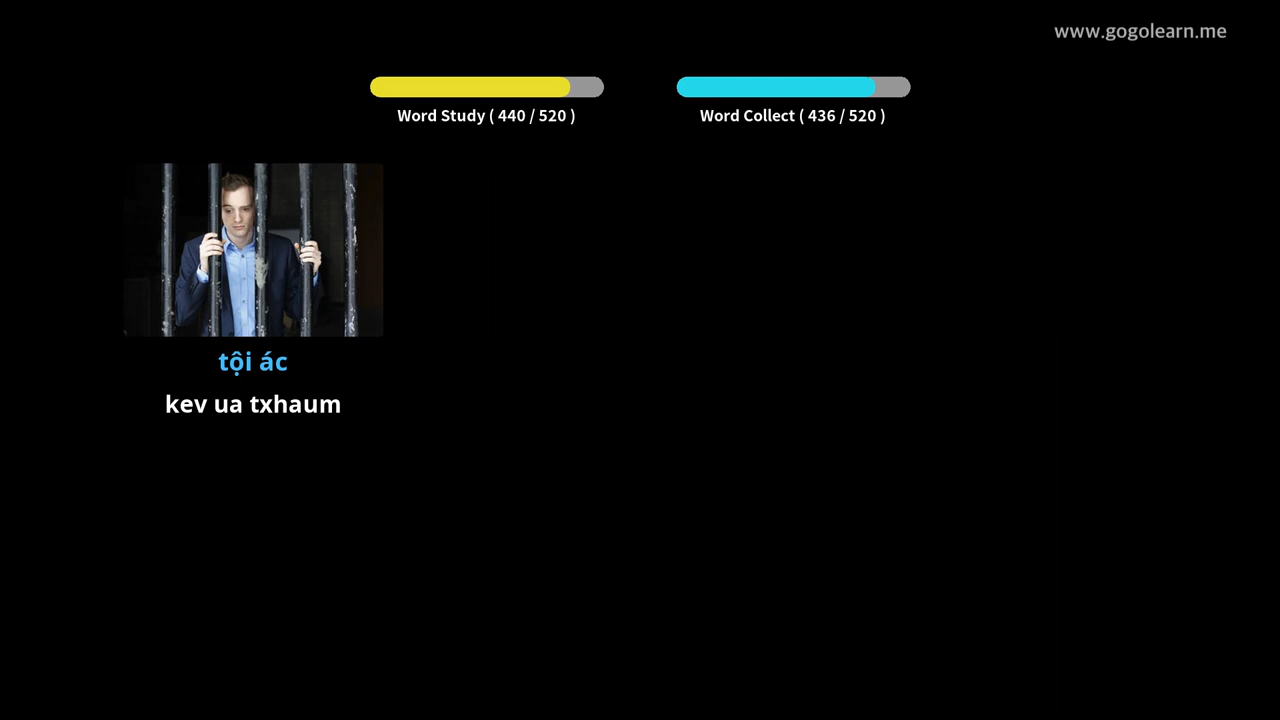 www.gogolearn.me
Word Study ( 440 / 520 )
Word Collect ( 436 / 520 )
tội ác
kev ua txhaum